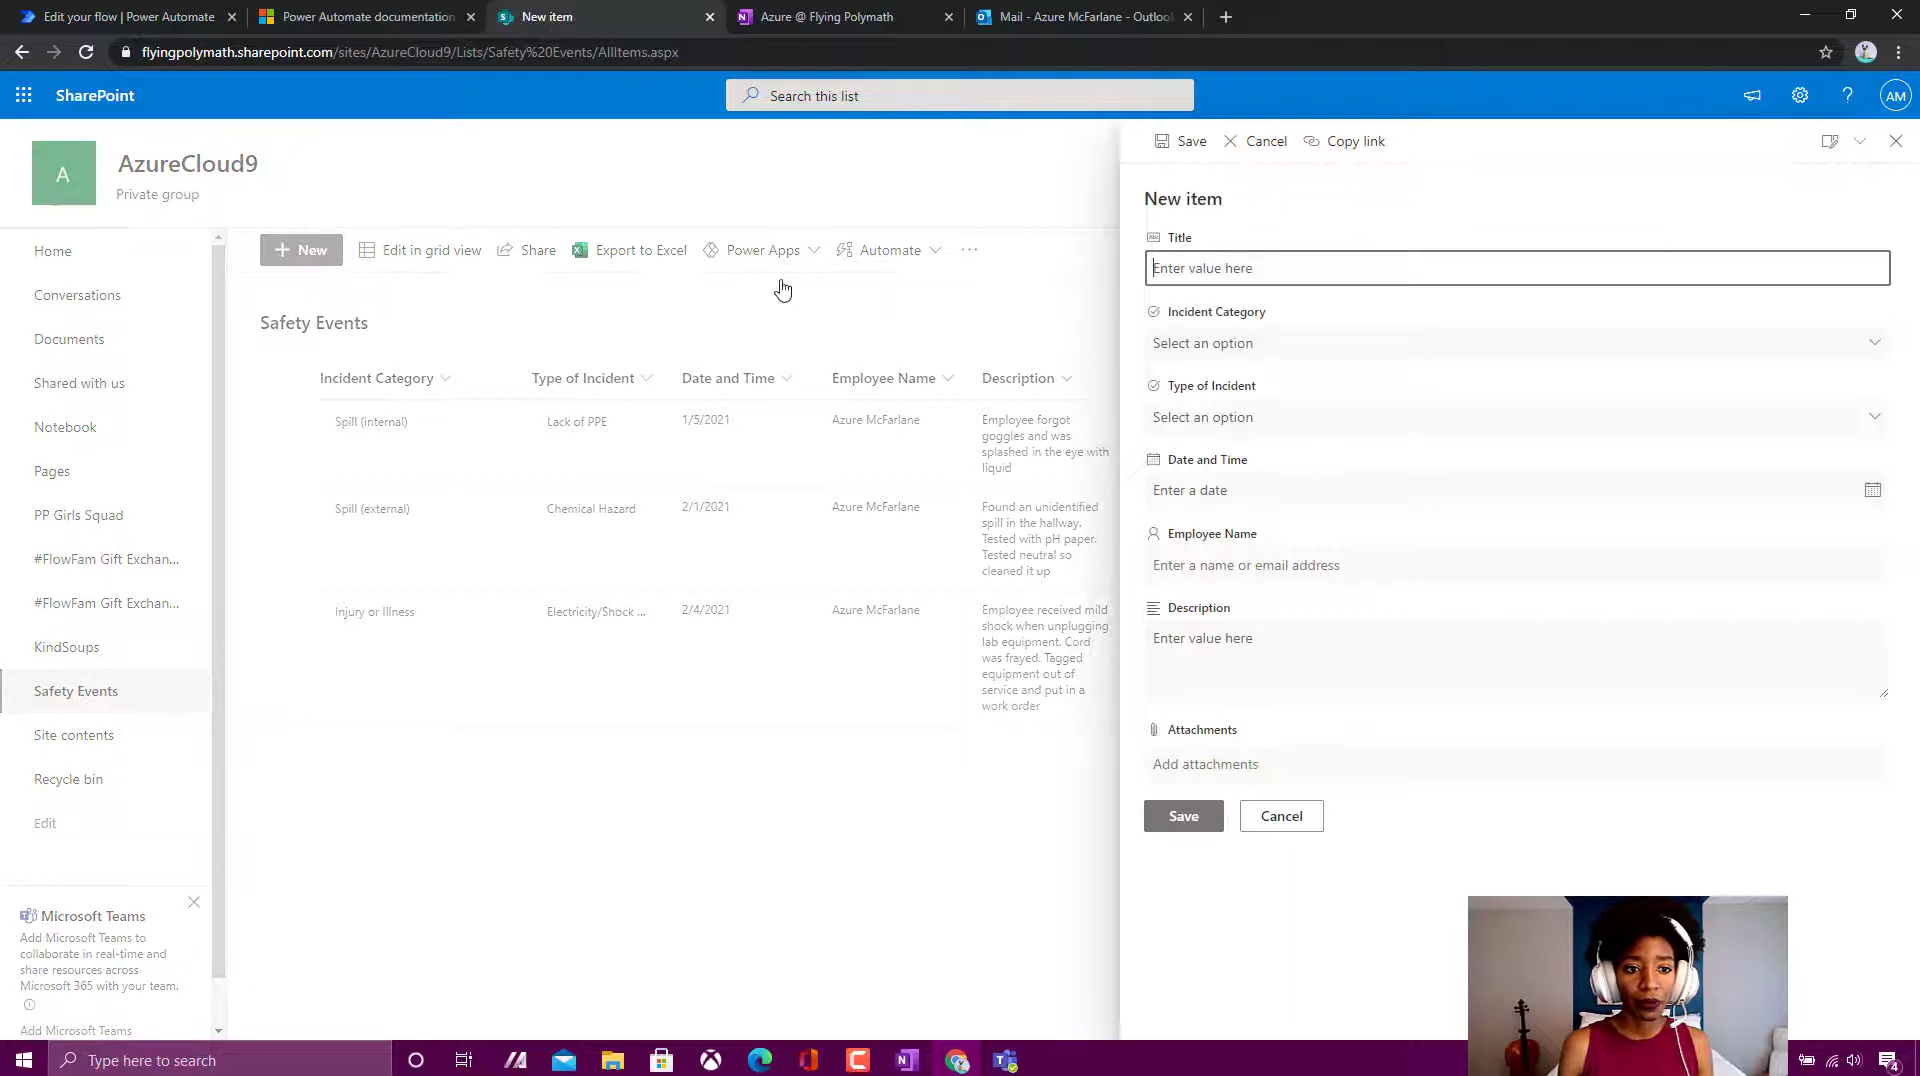 Edit your flow | Power Automate
Power Automate documentation
New item
Azure @ Flying Polymath
Mail - Azure McFarlane - Outlook
flyingpolymath.sharepoint.com/sites/AzureCloud9/Lists/Safety%20Events/AllItems.aspx
SharePoint
Search this list
AM
A
AzureCloud9
Private group
Save
Cancel
Copy link
Home
Conversations
Documents
Shared with us
Notebook
Pages
PP Girls Squad
#FlowFam Gift Exchan...
#FlowFam Gift Exchan...
KindSoups
Safety Events
Site contents
Recycle bin
Edit
Microsoft Teams
Add Microsoft Teams to
collaborate in real-time and
share resources across
Microsoft 365 with your team.
Add Microsoft Teams
New
Edit in grid view
Share
Export to Excel
Power Apps
Automate
Safety Events
Incident Category Type of Incident Date and Time Employee Name Description
Spill (internal) Lack of PPE 1/5/2021 Azure McFarlane Employee forgot
goggles and was
splashed in the eye with
liquid
Spill (external) Chemical Hazard 2/1/2021 Azure McFarlane Found an unidentified
spill in the hallway.
Tested with pH paper.
Tested neutral so
cleaned it up
Injury or Illness Electricity/Shock ... 2/4/2021 Azure McFarlane Employee received mild
shock when unplugging
lab equipment. Cord
was frayed. Tagged
equipment out of
service and put in a
work order
New item
Abc Title
Enter value here
Incident Category
Select an option
Type of Incident
Select an option
Date and Time
Enter a date
Employee Name
Enter a name or email address
Description
Enter value here
Attachments
Add attachments
Save
Cancel
Type here to search
4